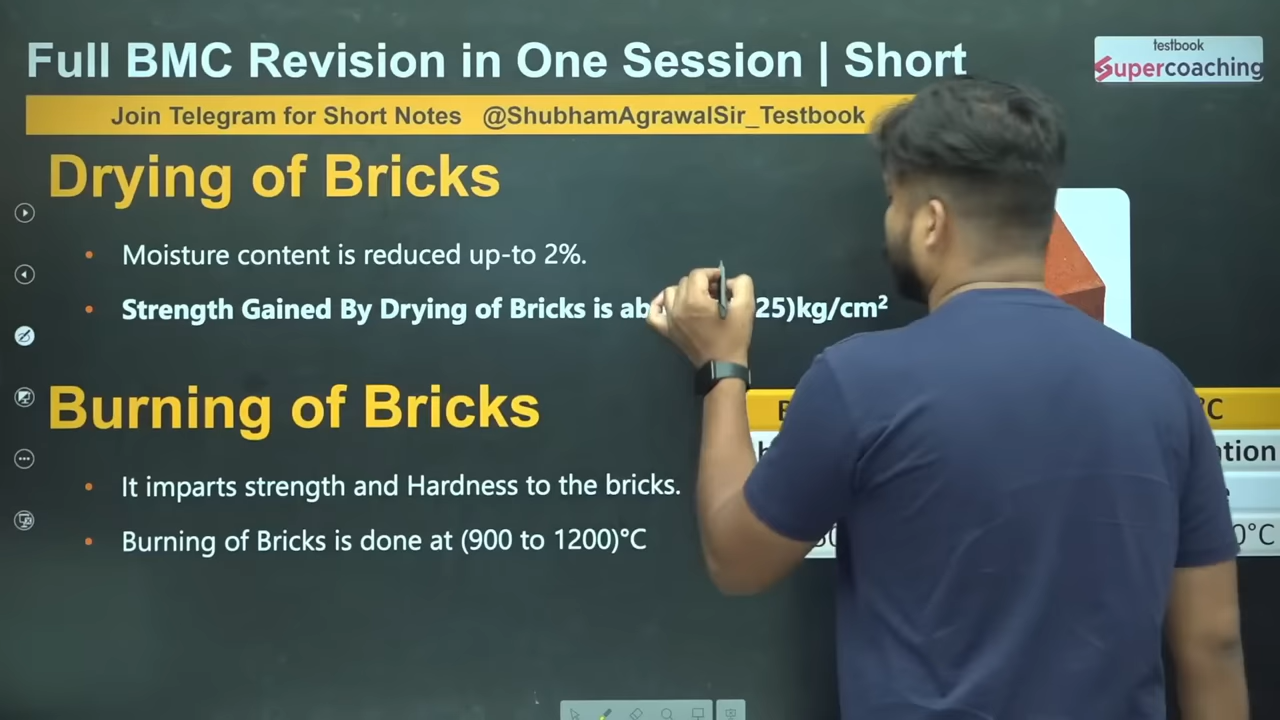 Full BMC Revision in One Session | Short
testbook
Supercoaching
Join Telegram for Short Notes @ShubhamAgrawalSir_Testbook
Drying of Bricks
• Moisture content is reduced up-to 2%.
• Strength Gained By Drying of Bricks is 25)kg/cm²
Burning of Bricks
°C
• It imparts strength and Hardness to the bricks.
• Burning of Bricks is done at (900 to 1200)°C
0°C